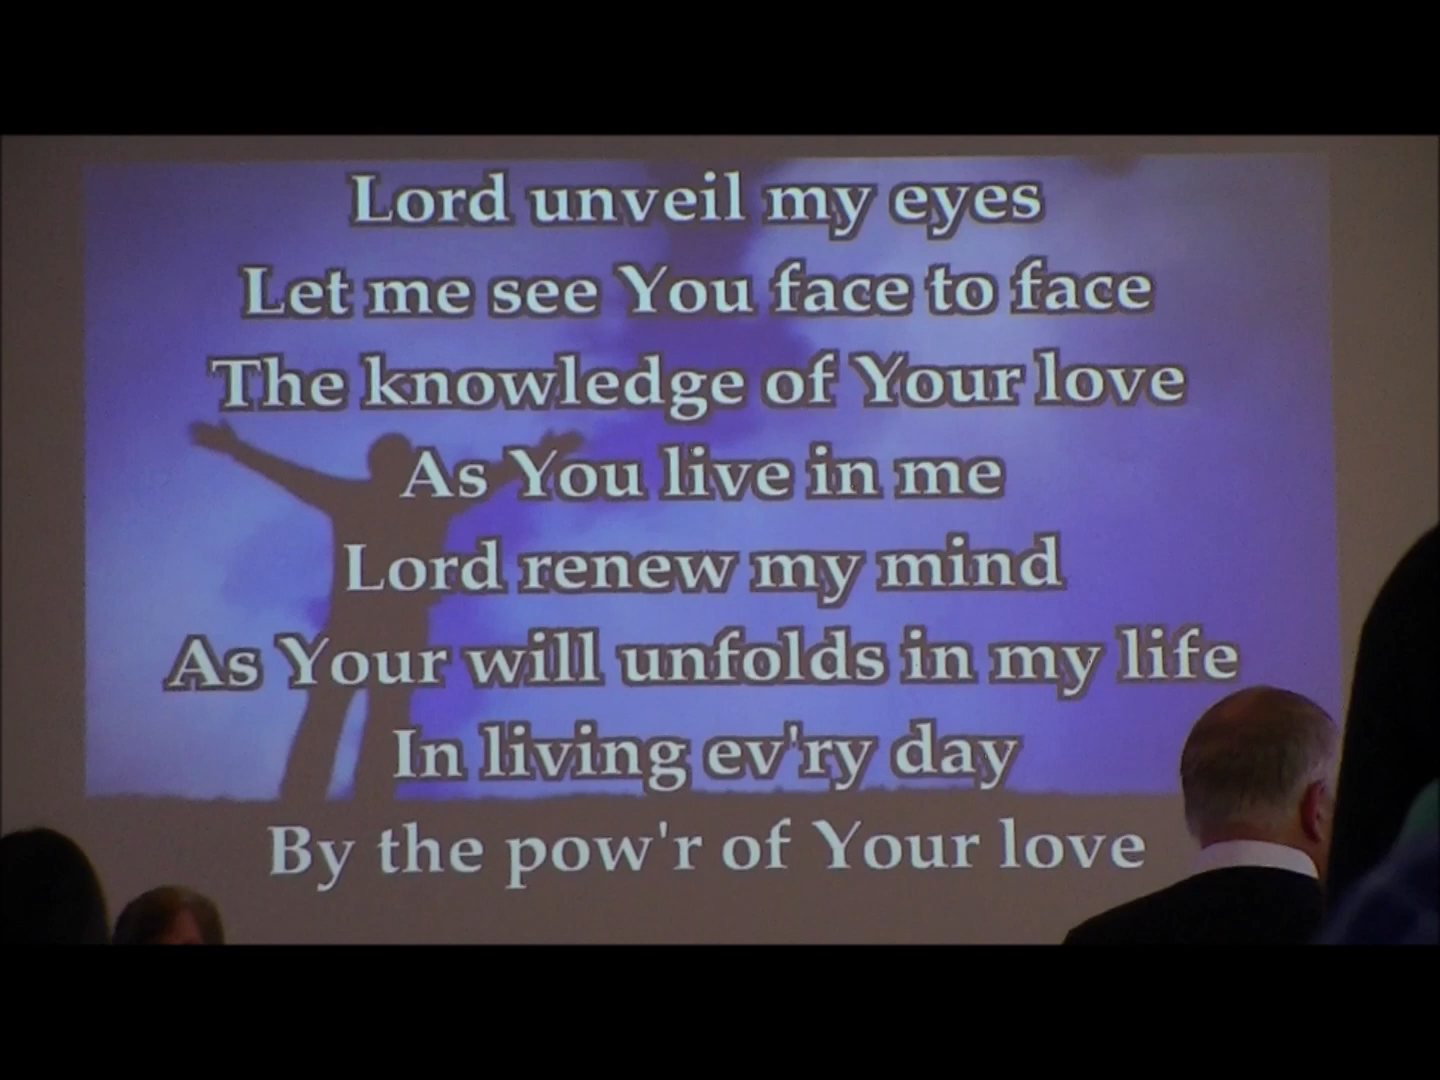 Lord unveil my eyes
Let me see You face to face
The knowledge of Your love
As You live in me
Lord renew my mind
As Your will unfolds in my life
In living ev'ry day
By the pow'r of Your love